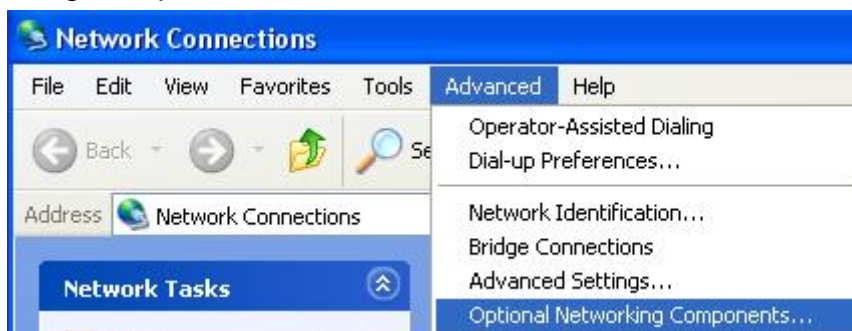 Network Connections
File Edit View Favorites Tools Advanced Help
Operator-Assisted Dialing
Back Se
Dial-up Preferences...
Address Network Connections
Network Identification...
Bridge Connections
Network Tasks
Advanced Settings...
Optional Networking Components...